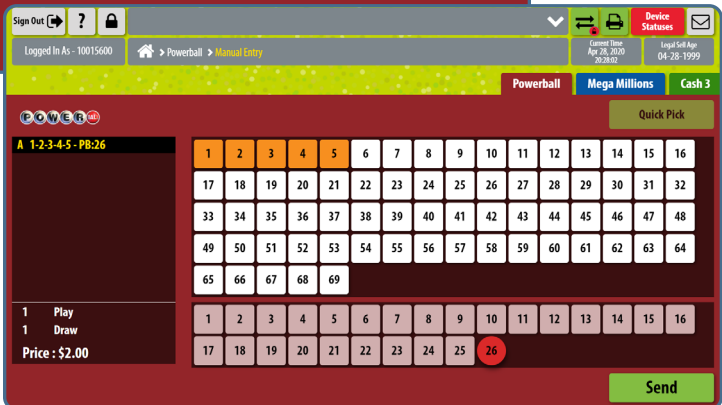 Sign Out ? Device Statuses
Logged In As - 10015600 > Powerball > Manual Entry Current Time Apr 28, 2020 20:28:02 Legal Sell Age 04-28-1999
Powerball Mega Millions Cash 3
POWERBALL Quick Pick
A 1-2-3-4-5 - PB:26
1 2 3 4 5 6 7 8 9 10 11 12 13 14 15 16
17 18 19 20 21 22 23 24 25 26 27 28 29 30 31 32
33 34 35 36 37 38 39 40 41 42 43 44 45 46 47 48
49 50 51 52 53 54 55 56 57 58 59 60 61 62 63 64
65 66 67 68 69
1 Play
1 Draw
Price : $2.00
1 2 3 4 5 6 7 8 9 10 11 12 13 14 15 16
17 18 19 20 21 22 23 24 25 26
Send